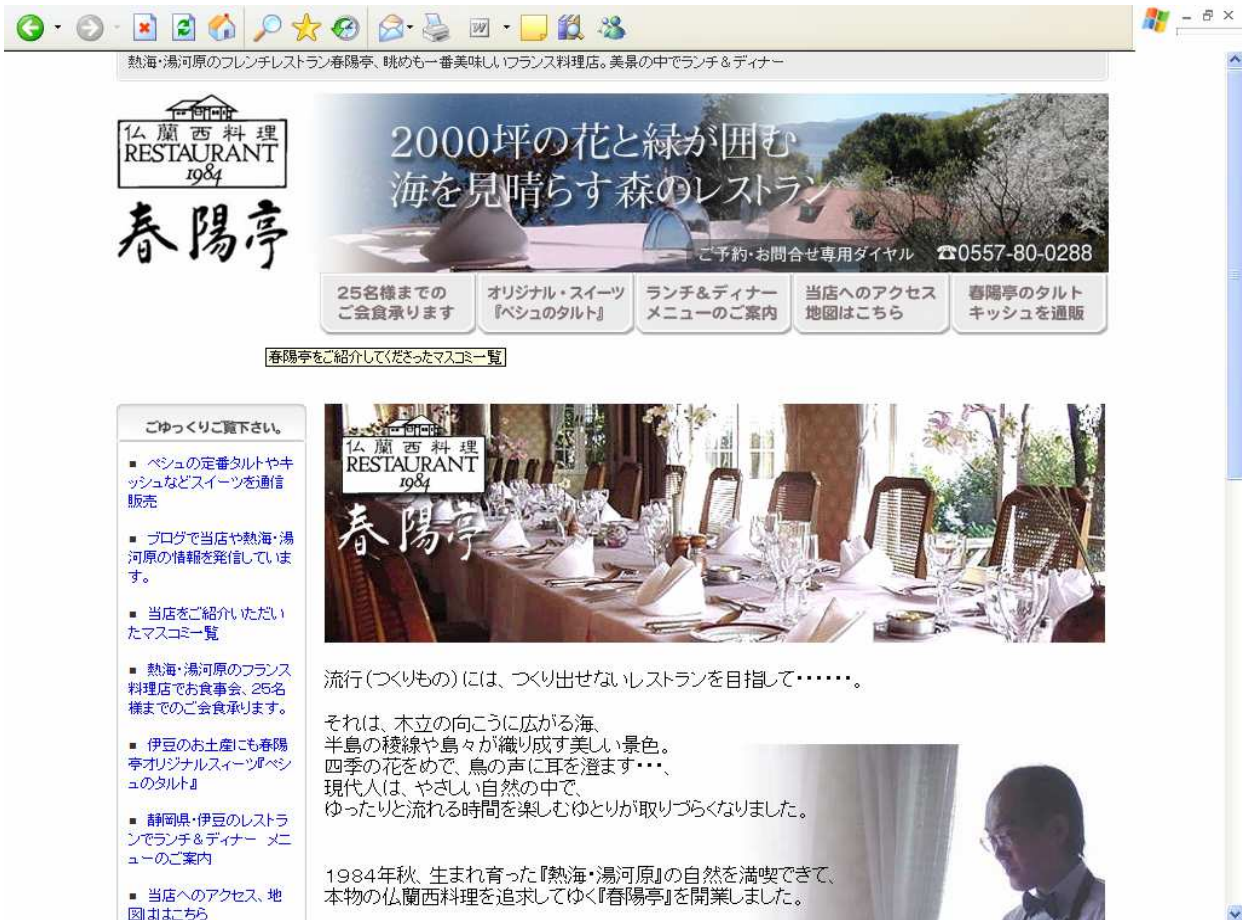 熱海・湯河原のフレンチレストラン春陽亭、眺めも一番美味しいフランス料理店。美景の中でランチ＆ディナー
仏蘭西料理
RESTAURANT
1984
春陽亭
2000坪の花と緑が囲む
海を見晴らす森のレストラン
ご予約・お問合せ専用ダイヤル ☎0557-80-0288
25名様までの
ご会食承ります
オリジナル・スイーツ
『ペシュのタルト』
ランチ&ディナー
メニューのご案内
当店へのアクセス
地図はこちら
春陽亭のタルト
キッシュを通販
春陽亭をご紹介してくださったマスコミ一覧
ごゆっくりご覧下さい。
■ ペシュの定番タルトやキ
ッシュなどスイーツを通信
販売
■ ブログで当店や熱海・湯
河原の情報を発信していま
す。
■ 当店をご紹介いただい
たマスコミ一覧
■ 熱海・湯河原のフランス
料理店でお食事会、25名
様までのご会食承ります。
■ 伊豆のお土産にも春陽
亭オリジナルスィーツ『ペシ
ュのタルト』
■ 静岡県・伊豆のレストラ
ンでランチ＆ディナー メニ
ューのご案内
■ 当店へのアクセス、地
図ははこちら
仏蘭西料理
RESTAURANT
1984
春陽亭
流行(つくりもの)には、つくり出せないレストランを目指して・・・・・・。
それは、木立の向こうに広がる海、
半島の稜線や島々が織り成す美しい景色。
四季の花をめで、鳥の声に耳を澄ます・・・、
現代人は、やさしい自然の中で、
ゆったりと流れる時間を楽しむゆとりが取りづらくなりました。
1984年秋、生まれ育った『熱海・湯河原』の自然を満喫できて、
本物の仏蘭西料理を追求してゆく『春陽亭』を開業しました。